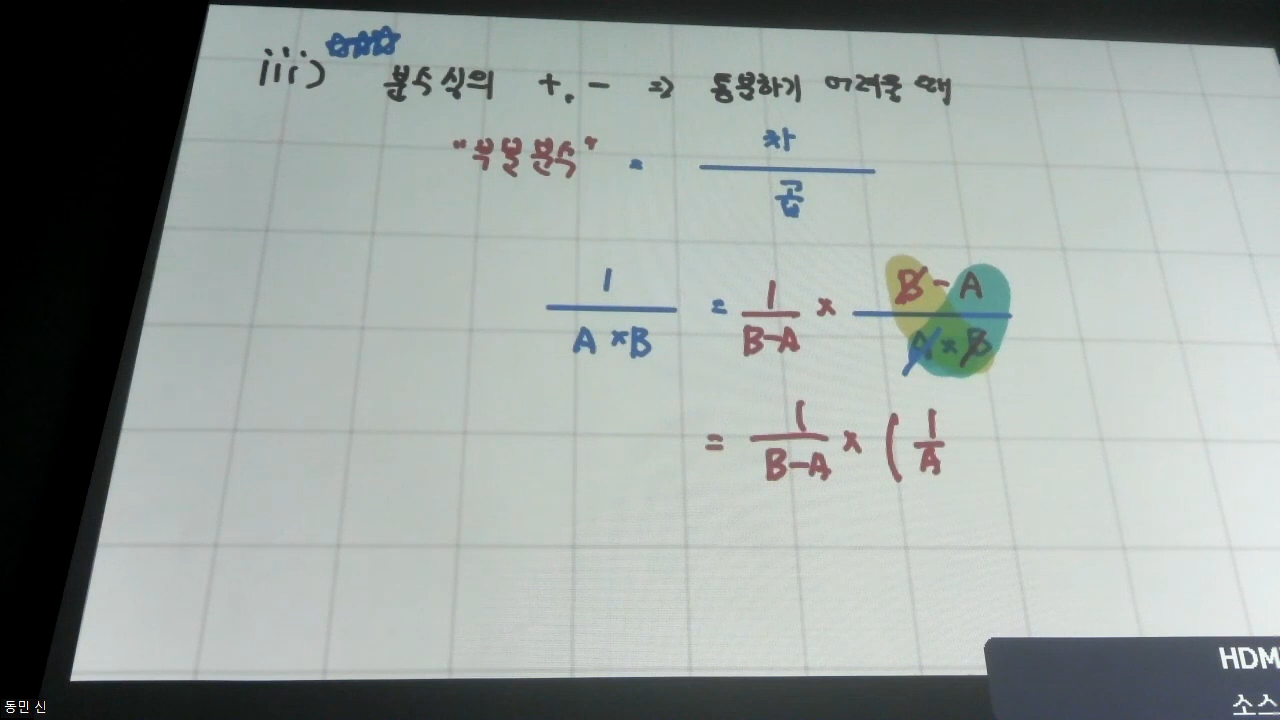 iii) 분수식의 +, - ⇒ 통분하기 어려울 때
"부분분수" = 차/곱
1/(A×B) = 1/(B-A) × (B-A)/(A×B)
= 1/(B-A) × ( 1/A
HDM
소스
동민 신